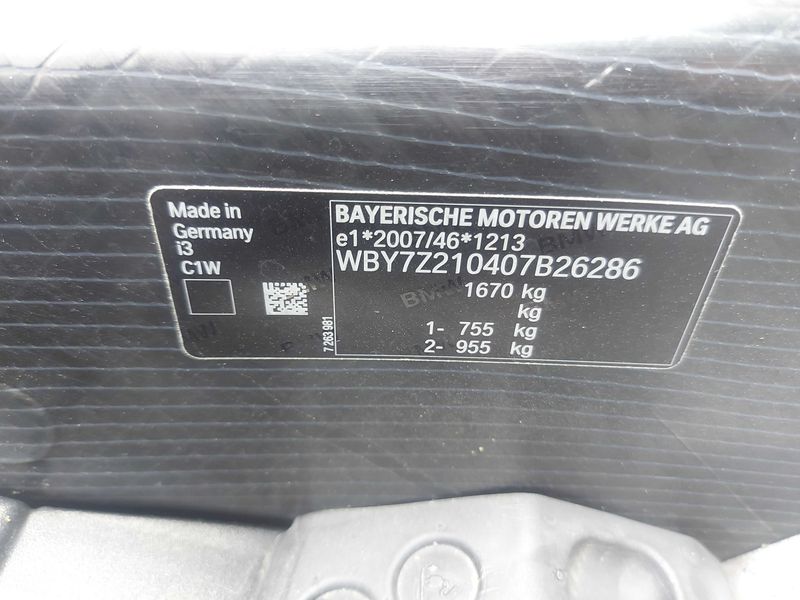 Made in
Germany
i3
C1W
7 263 981
BAYERISCHE MOTOREN WERKE AG
e1*2007/46*1213
WBY7Z210407B26286
1670 kg
kg
1- 755 kg
2- 955 kg